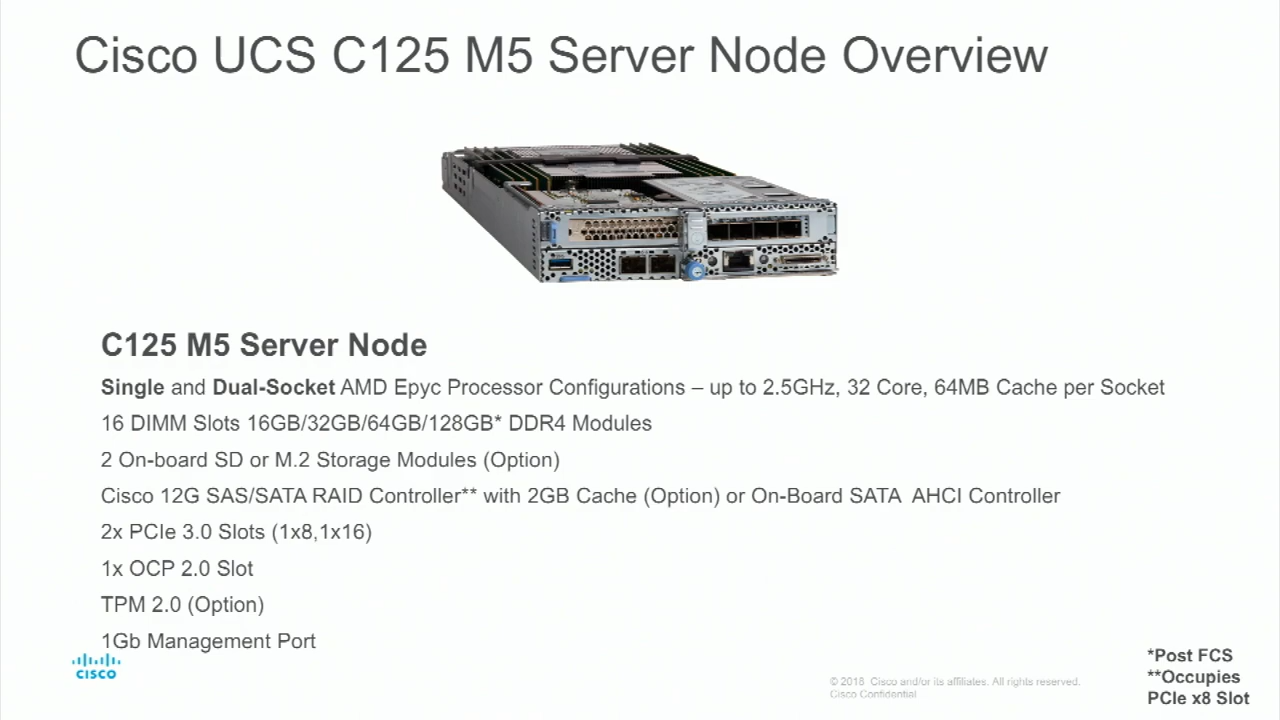 Cisco UCS C125 M5 Server Node Overview
C125 M5 Server Node
Single and Dual-Socket AMD Epyc Processor Configurations – up to 2.5GHz, 32 Core, 64MB Cache per Socket
16 DIMM Slots 16GB/32GB/64GB/128GB* DDR4 Modules
2 On-board SD or M.2 Storage Modules (Option)
Cisco 12G SAS/SATA RAID Controller** with 2GB Cache (Option) or On-Board SATA AHCI Controller
2x PCIe 3.0 Slots (1x8,1x16)
1x OCP 2.0 Slot
TPM 2.0 (Option)
1Gb Management Port
CISCO
© 2018 Cisco and/or its affiliates. All rights reserved.
Cisco Confidential
*Post FCS
**Occupies
PCIe x8 Slot